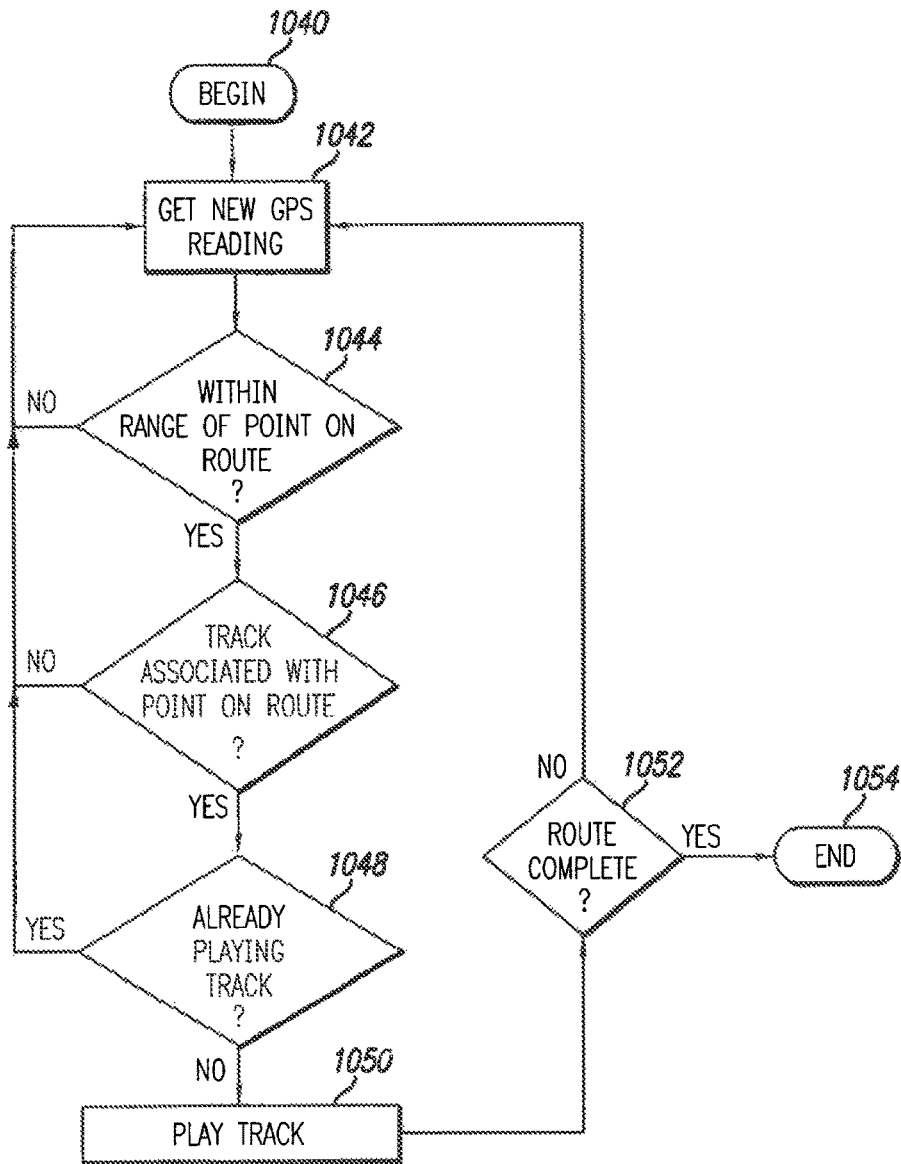 1040
BEGIN
1042
GET NEW GPS
READING
1044
WITHIN
RANGE OF POINT ON
ROUTE
?
NO
YES
1046
TRACK
ASSOCIATED WITH
POINT ON ROUTE
?
NO
YES
1048
ALREADY
PLAYING
TRACK
?
YES
NO
1050
PLAY TRACK
1052
ROUTE
COMPLETE
?
NO
YES
1054
END